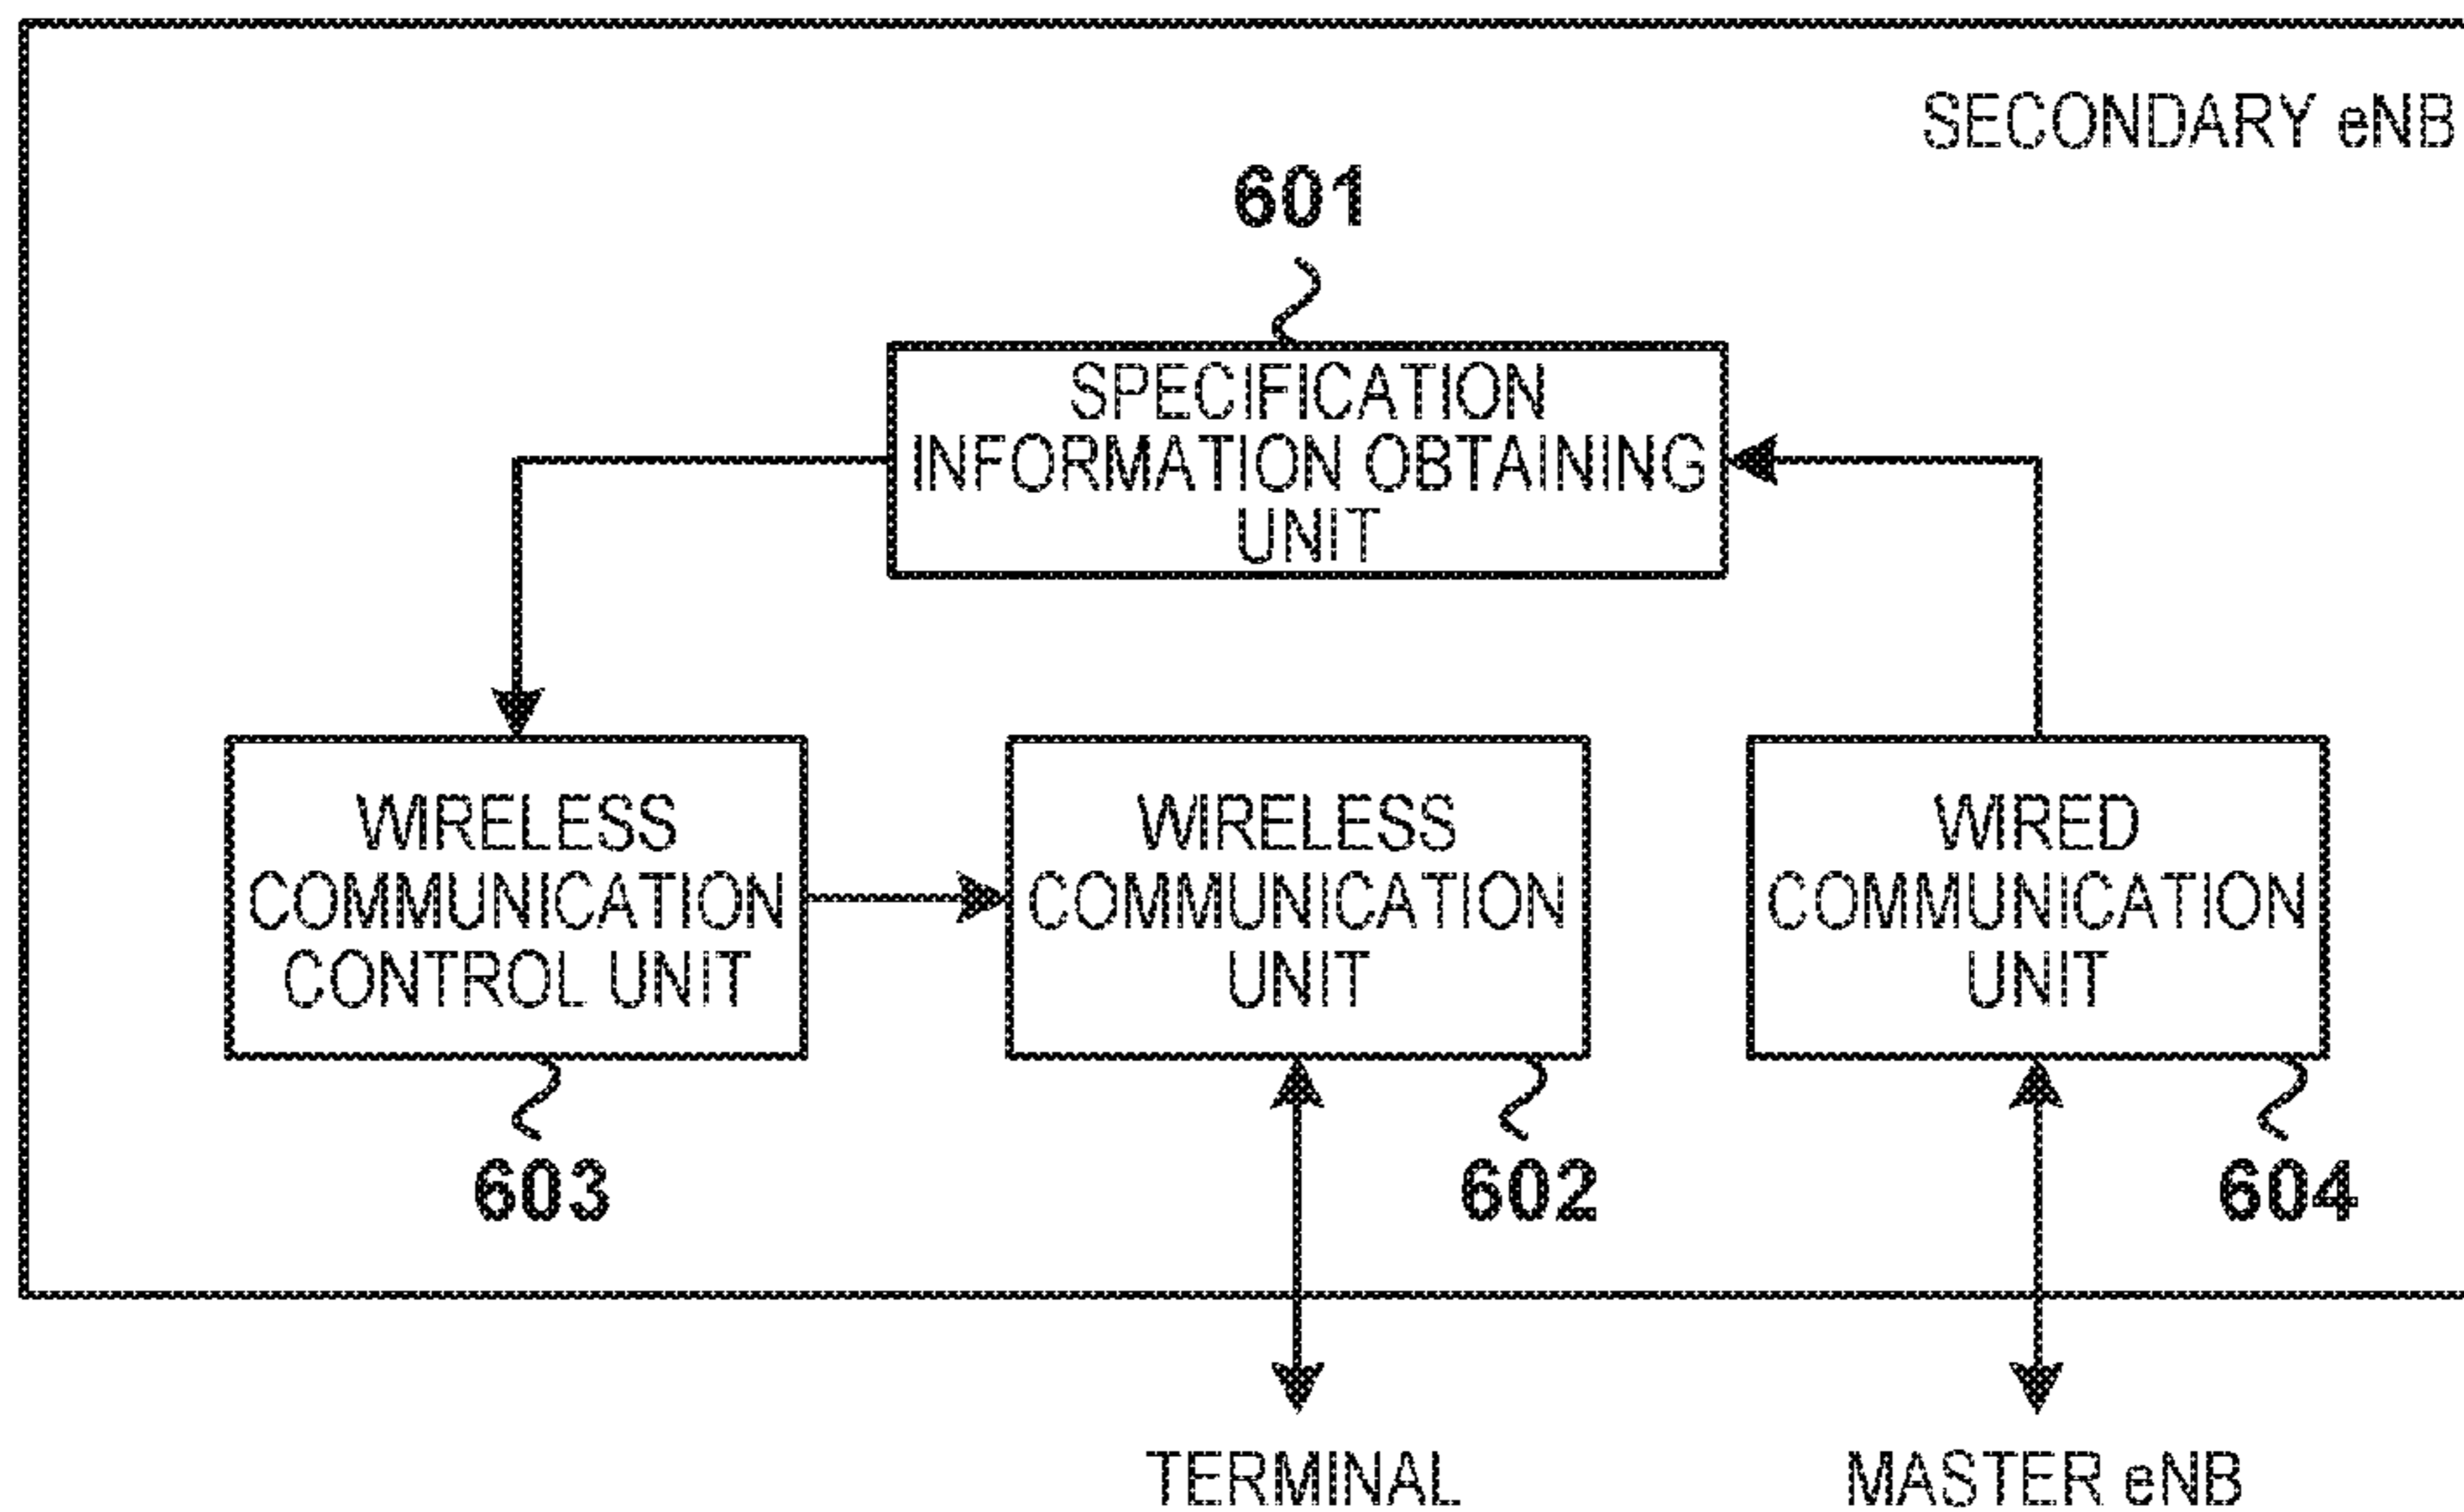 SECONDARY eNB
601
SPECIFICATION
INFORMATION OBTAINING
UNIT
WIRELESS
COMMUNICATION
CONTROL UNIT
WIRELESS
COMMUNICATION
UNIT
WIRED
COMMUNICATION
UNIT
603
602
604
TERMINAL
MASTER eNB